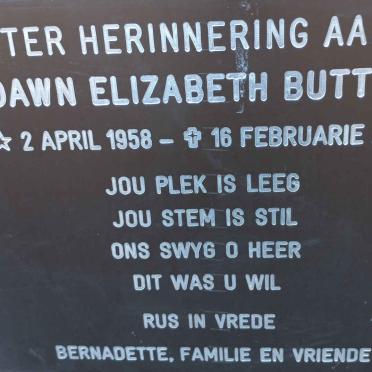 TER HERINNERING AA
DAWN ELIZABETH BUTT
☆ 2 APRIL 1958 - ✞ 16 FEBRUARIE
JOU PLEK IS LEEG
JOU STEM IS STIL
ONS SWYG O HEER
DIT WAS U WIL
RUS IN VREDE
BERNADETTE, FAMILIE EN VRIENDE